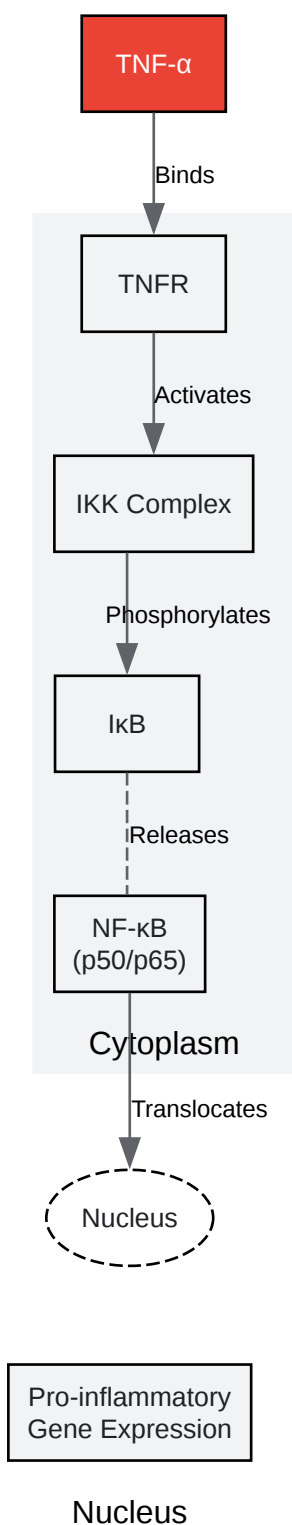 TNF-α
Binds
TNFR
Activates
IKK Complex
Phosphorylates
IκB
Releases
NF-κB
(p50/p65)
Cytoplasm
Translocates
Nucleus
Pro-inflammatory
Gene Expression
Nucleus